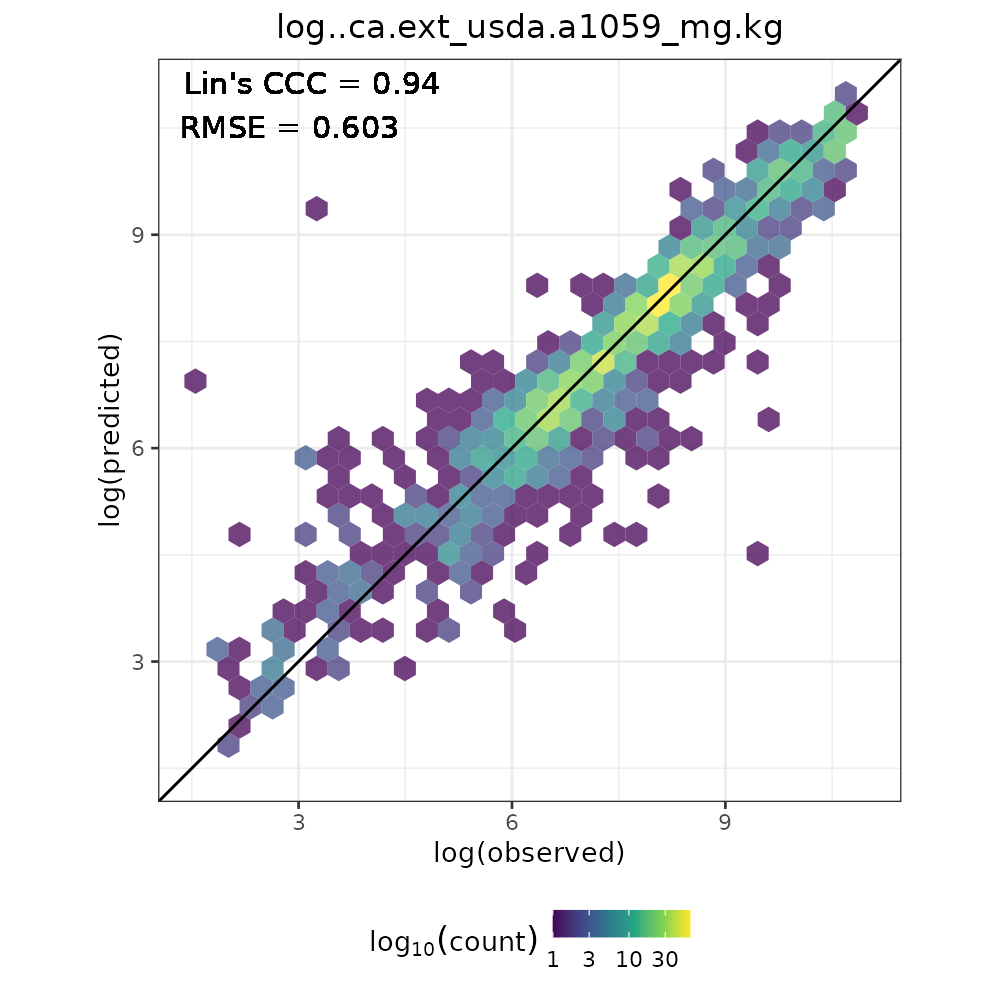 log..ca.ext_usda.a1059_mg.kg
Lin's CCC = 0.94
RMSE = 0.603
9
6
3
log(predicted)
3 6 9
log(observed)
log₁₀(count)
1 3 10 30